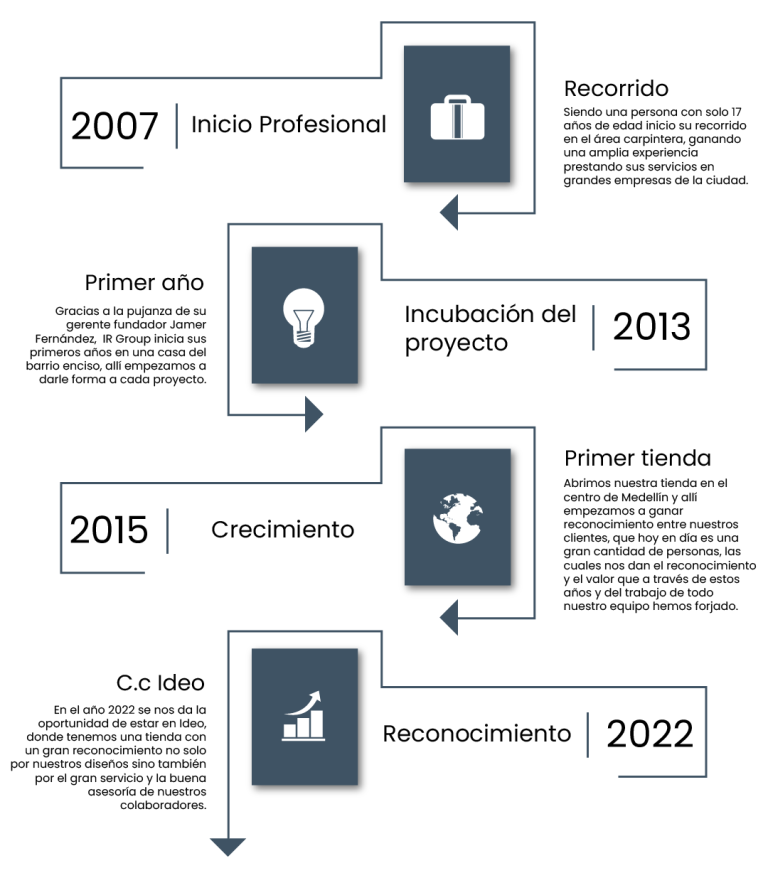 2007
Inicio Profesional
Recorrido
Siendo una persona con solo 17
años de edad inicio su recorrido
en el área carpintera, ganando
una amplia experiencia
prestando sus servicios en
grandes empresas de la ciudad.
Primer año
Gracias a la pujanza de su
gerente fundador Jamer
Fernández, IR Group inicia sus
primeros años en una casa del
barrio enciso, allí empezamos a
darle forma a cada proyecto.
Incubación del
proyecto
2013
2015
Crecimiento
Primer tienda
Abrimos nuestra tienda en el
centro de Medellín y allí
empezamos a ganar
reconocimiento entre nuestros
clientes, que hoy en día es una
gran cantidad de personas, las
cuales nos dan el reconocimiento
y el valor que a través de estos
años y del trabajo de todo
nuestro equipo hemos forjado.
C.c Ideo
En el año 2022 se nos da la
oportunidad de estar en Ideo,
donde tenemos una tienda con
un gran reconocimiento no solo
por nuestros diseños sino también
por el gran servicio y la buena
asesoría de nuestros
colaboradores.
Reconocimiento
2022